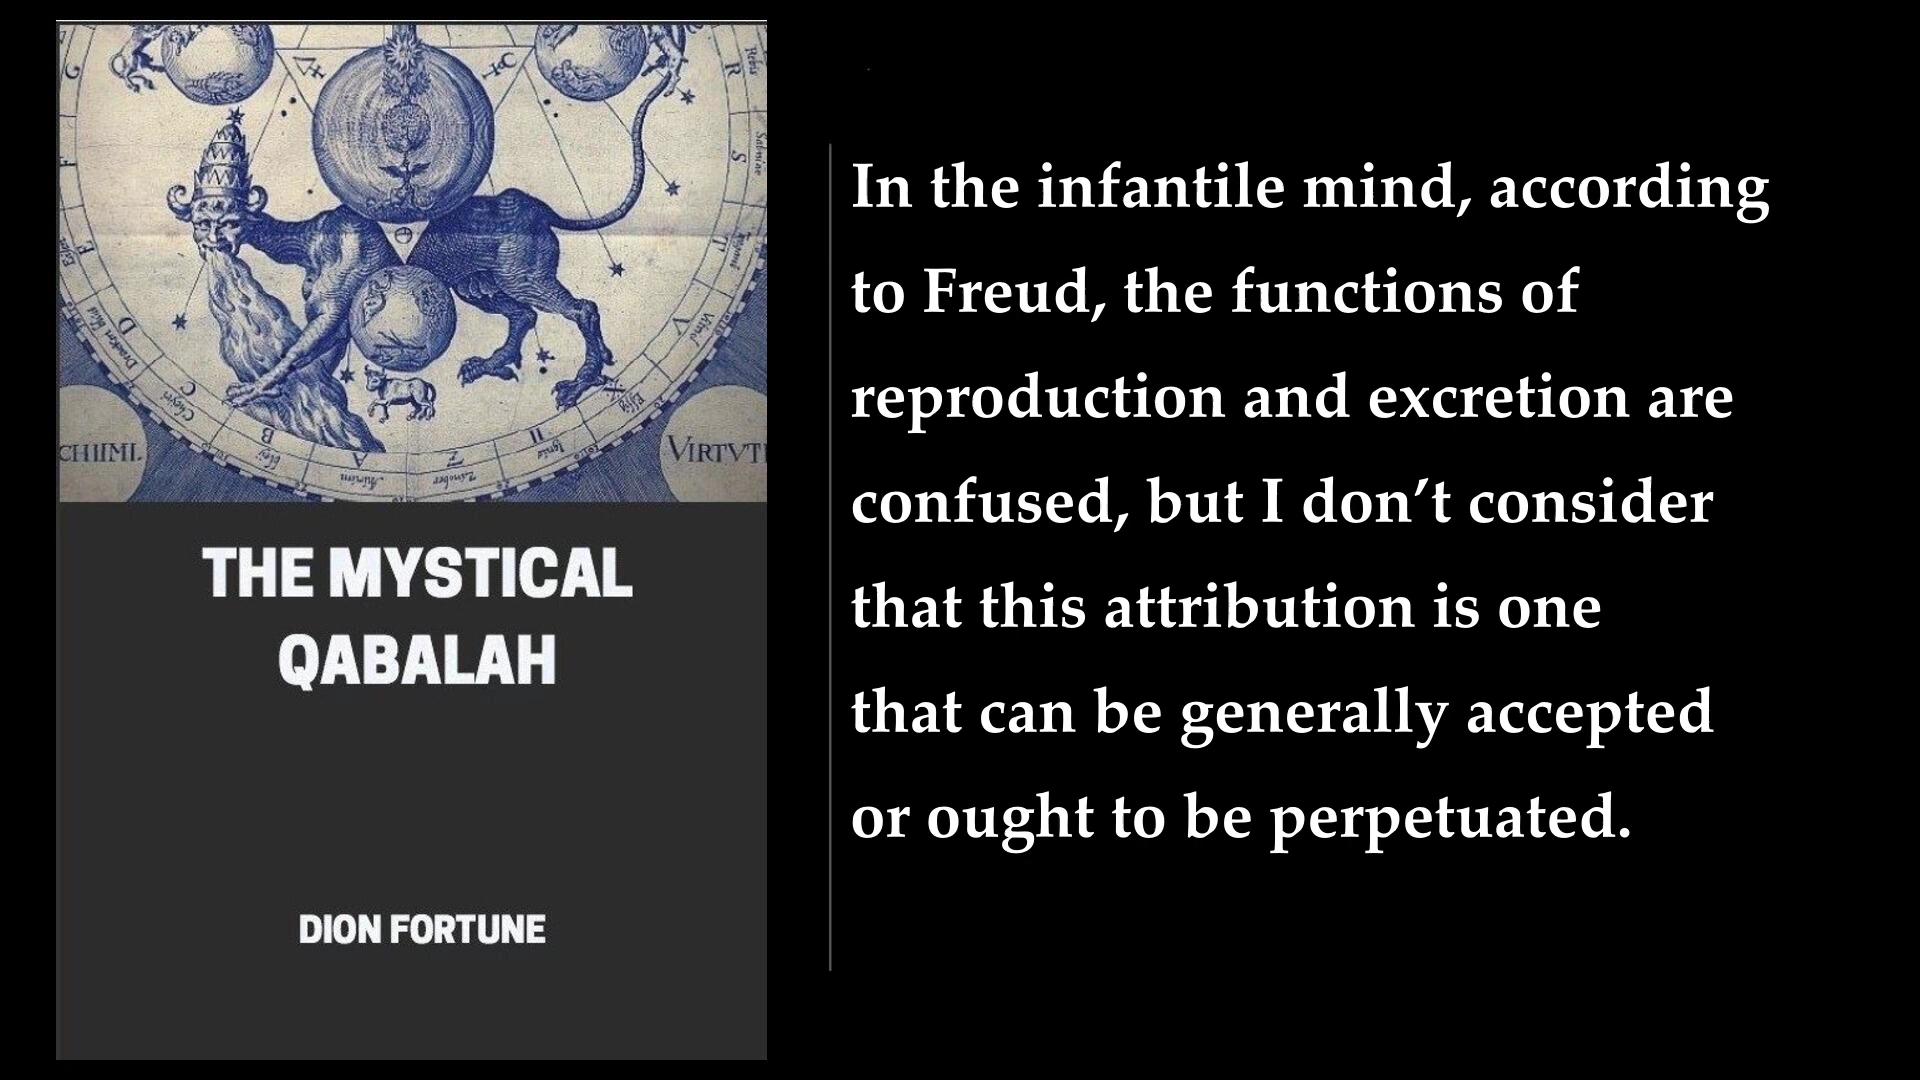 CHIIMI.
VIRTVTI
THE MYSTICAL
QABALAH
DION FORTUNE
In the infantile mind, according
to Freud, the functions of
reproduction and excretion are
confused, but I don’t consider
that this attribution is one
that can be generally accepted
or ought to be perpetuated.